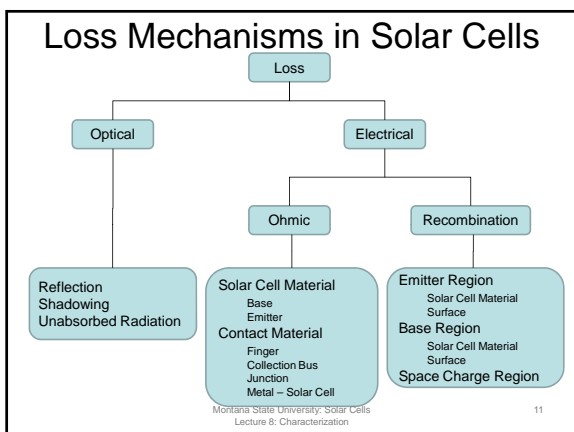 Loss Mechanisms in Solar Cells
Loss
Optical
Electrical
Ohmic
Recombination
Reflection
Shadowing
Unabsorbed Radiation
Solar Cell Material
Base
Emitter
Contact Material
Finger
Collection Bus
Junction
Metal – Solar Cell
Emitter Region
Solar Cell Material
Surface
Base Region
Solar Cell Material
Surface
Space Charge Region
Montana State University: Solar Cells
Lecture 8: Characterization
11